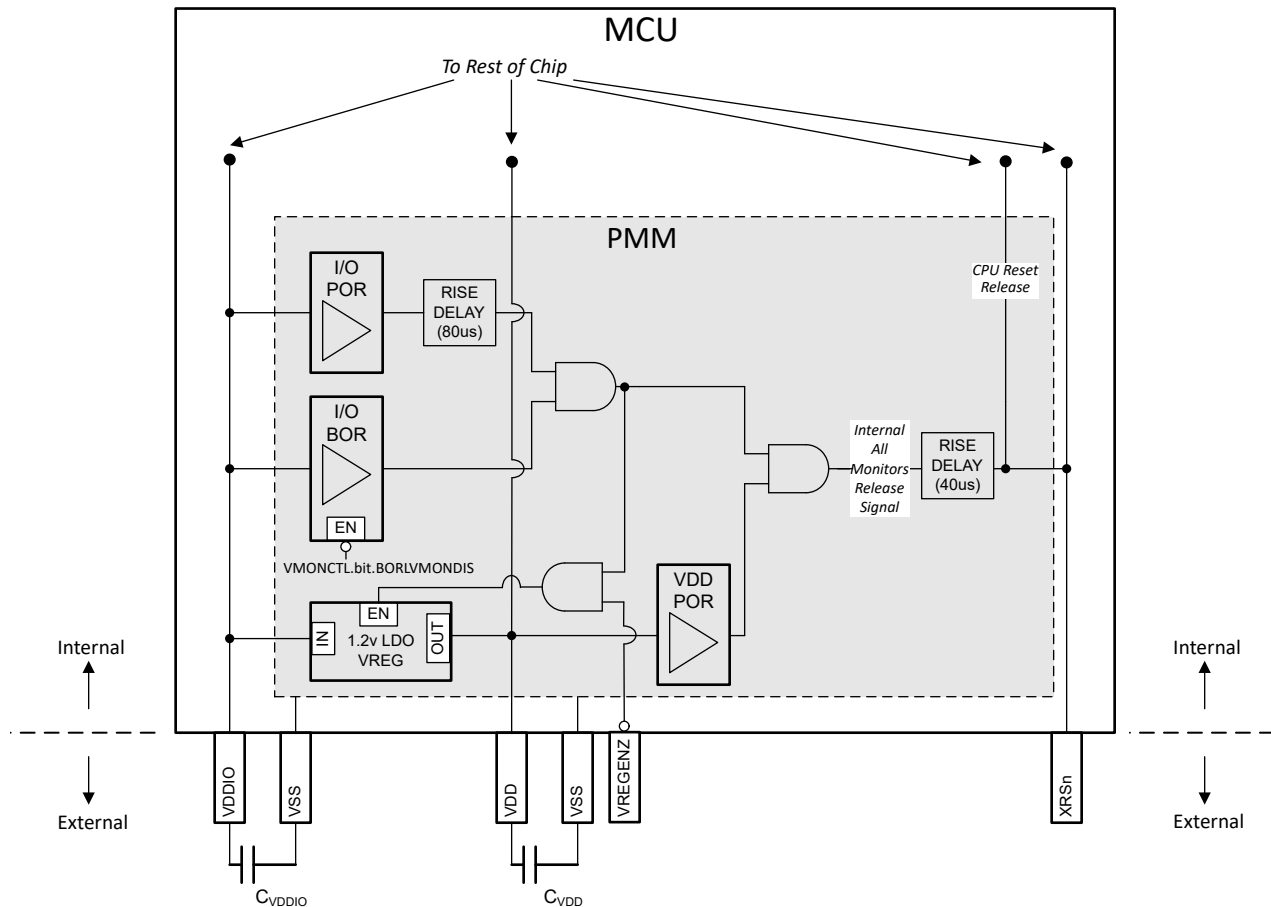 MCU
To Rest of Chip
PMM
I/O
POR
RISE
DELAY
(80us)
CPU Reset
Release
I/O
BOR
EN
VMONCTL.bit.BORLVMONDIS
Internal
All
Monitors
Release
Signal
RISE
DELAY
(40us)
EN
IN
1.2v LDO
VREG
OUT
VDD
POR
Internal
Internal
External
External
VDDIO
VSS
VDD
VSS
VREGENZ
XRSn
CVDDIO
CVDD